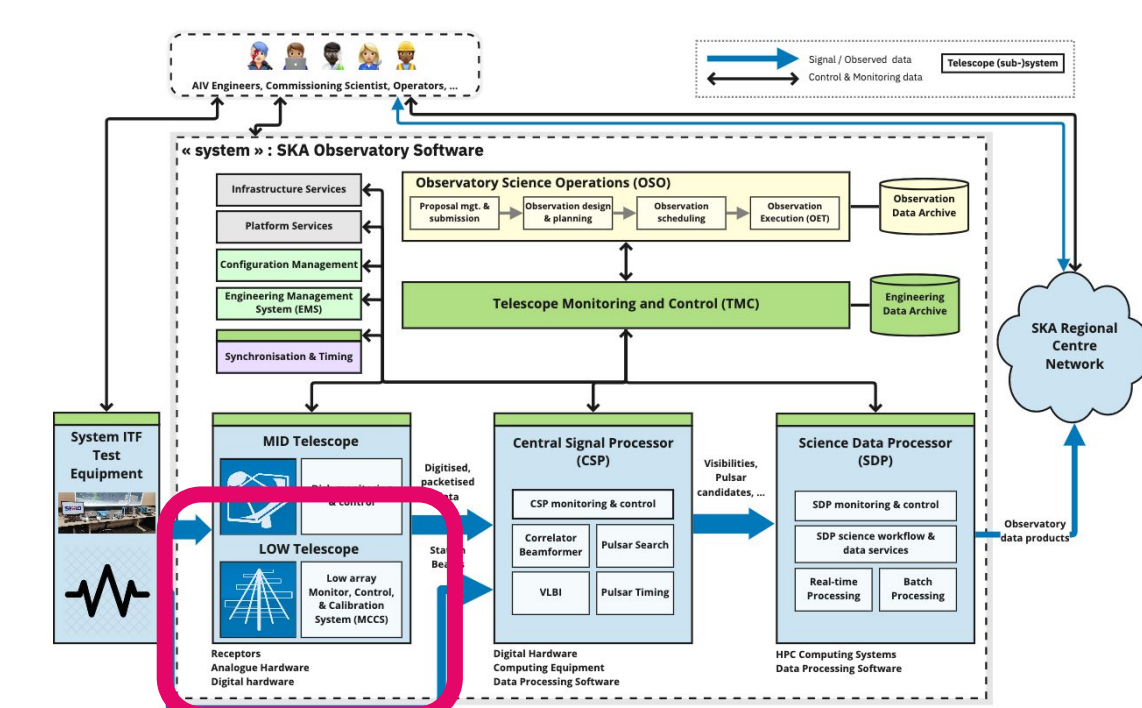 AIV Engineers, Commissioning Scientist, Operators, ...
Signal / Observed data
Control & Monitoring data
Telescope (sub-)system
« system » : SKA Observatory Software
Infrastructure Services
Platform Services
Configuration Management
Engineering Management
System (EMS)
Synchronisation & Timing
Observatory Science Operations (OSO)
Proposal mgt. &
submission
Observation design
& planning
Observation
scheduling
Observation
Execution (OET)
Observation
Data Archive
Telescope Monitoring and Control (TMC)
Engineering
Data Archive
SKA Regional
Centre
Network
System ITF
Test
Equipment
MID Telescope
& control
LOW Telescope
Low array
Monitor, Control,
& Calibration
System (MCCS)
Receptors
Analogue Hardware
Digital hardware
Digitised,
packetised
Central Signal Processor
(CSP)
CSP monitoring & control
Correlator
Beamformer
Pulsar Search
VLBI
Pulsar Timing
Digital Hardware
Computing Equipment
Data Processing Software
Visibilities,
Pulsar
candidates, ...
Science Data Processor
(SDP)
SDP monitoring & control
SDP science workflow &
data services
Real-time
Processing
Batch
Processing
HPC Computing Systems
Data Processing Software
Observatory
data products